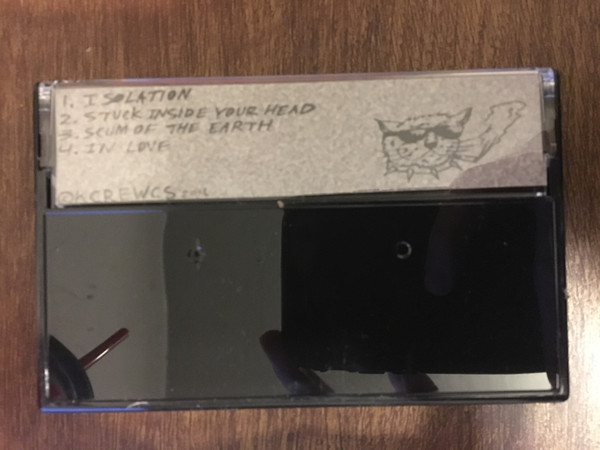 1. ISOLATION
2. STUCK INSIDE YOUR HEAD
3. SCUM OF THE EARTH
4. IN LOVE